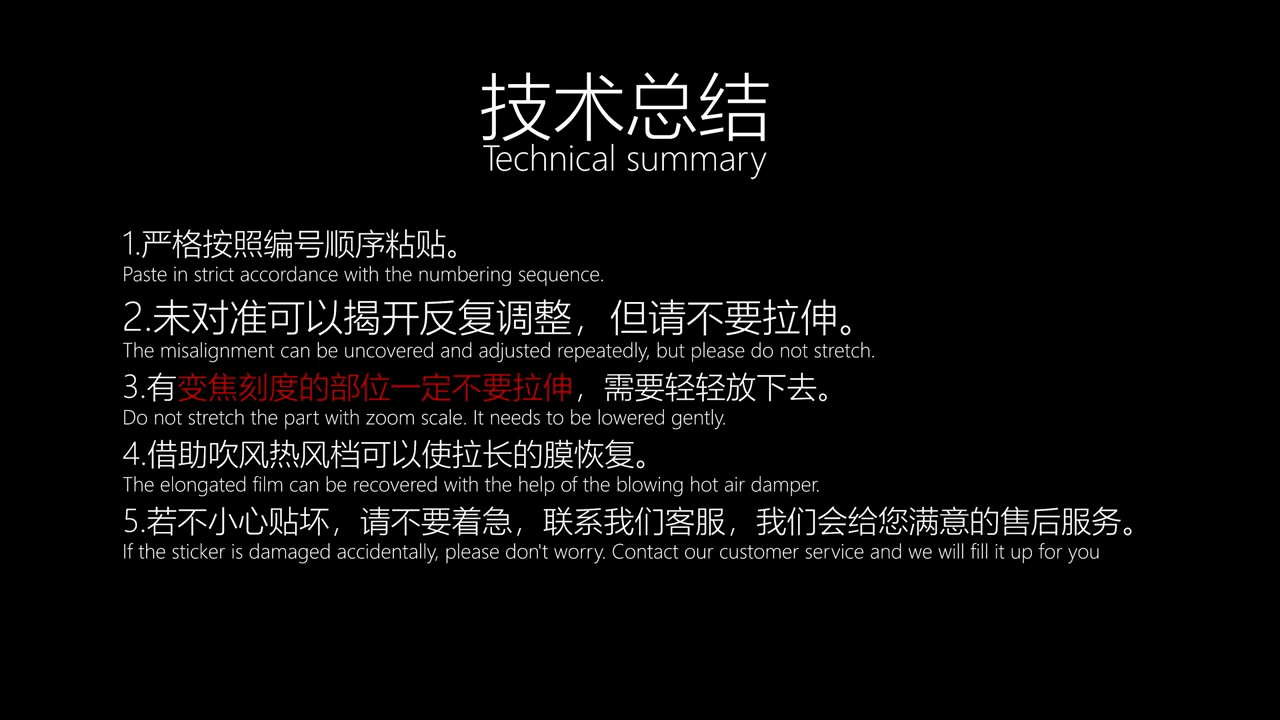 技术总结
Technical summary
1.严格按照编号顺序粘贴。
Paste in strict accordance with the numbering sequence.
2.未对准可以揭开反复调整，但请不要拉伸。
The misalignment can be uncovered and adjusted repeatedly, but please do not stretch.
3.有变焦刻度的部位一定不要拉伸，需要轻轻放下去。
Do not stretch the part with zoom scale. It needs to be lowered gently.
4.借助吹风热风档可以使拉长的膜恢复。
The elongated film can be recovered with the help of the blowing hot air damper.
5.若不小心贴坏，请不要着急，联系我们客服，我们会给您满意的售后服务。
If the sticker is damaged accidentally, please don't worry. Contact our customer service and we will fill it up for you